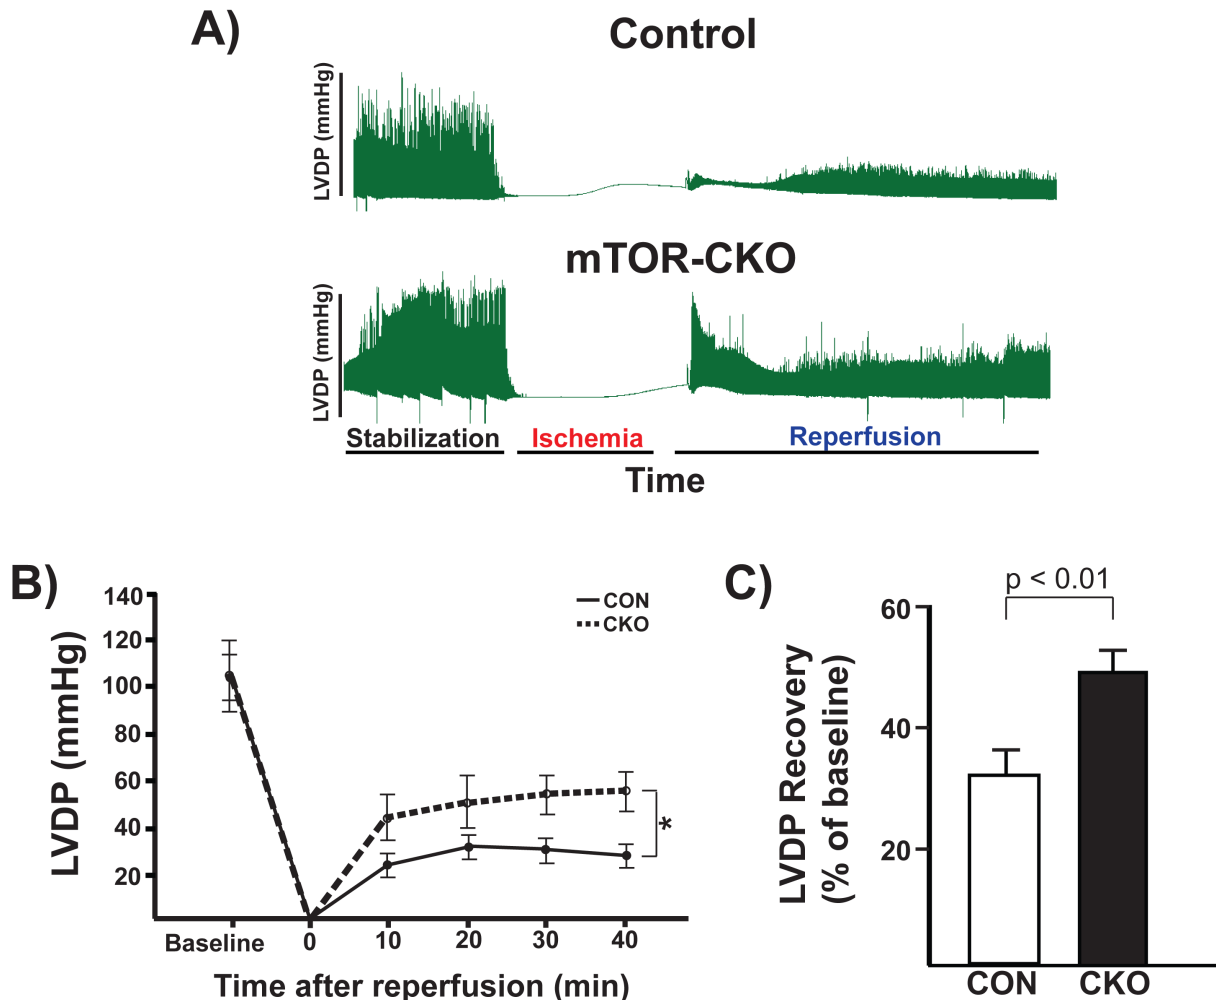 A)
Control
LVDP (mmHg)
mTOR-CKO
LVDP (mmHg)
Stabilization Ischemia Reperfusion
Time
B)
LVDP (mmHg)
140
120
100
80
60
40
20
CON
CKO
*
Baseline 0 10 20 30 40
Time after reperfusion (min)
C)
p < 0.01
LVDP Recovery
(% of baseline)
60
40
20
CON CKO